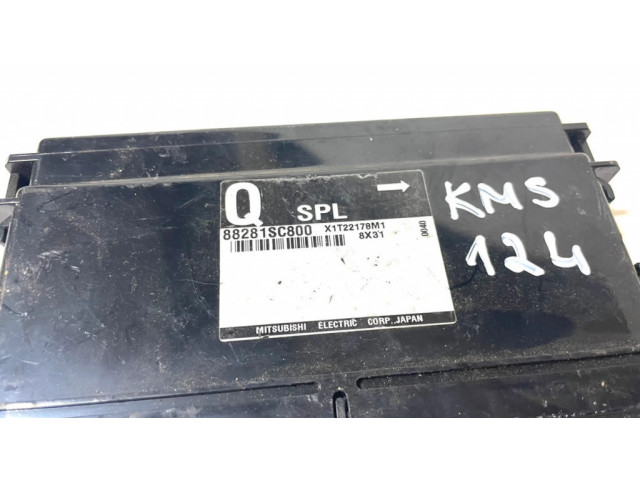 Q SPL
88281SC800 X1T22178M1
8X31
0040
MITSUBISHI ELECTRIC CORP. JAPAN
KMS
124